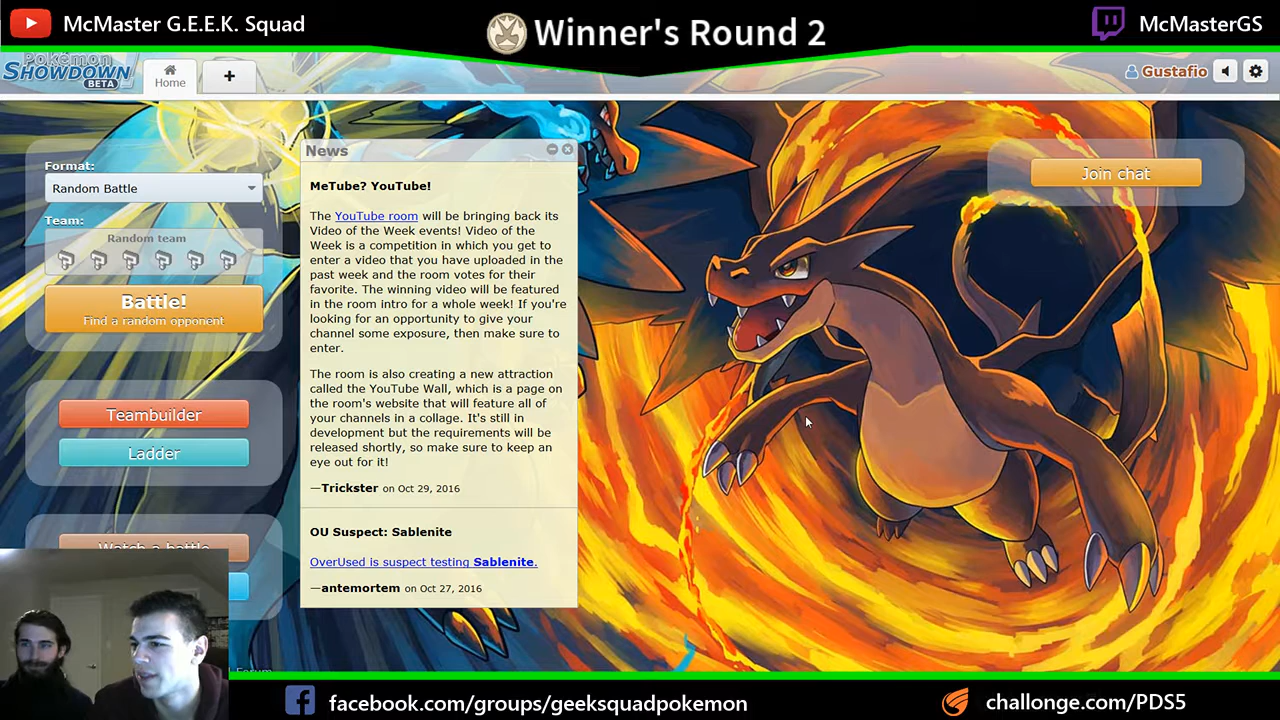 McMaster G.E.E.K. Squad
Winner's Round 2
McMasterGS
Pokémon
SHOWDOWN
BETA
Home
+
Gustafio
Format:
Random Battle
Team:
Random team
Battle!
Find a random opponent
Teambuilder
Ladder
Watch a battle
Forum
News
MeTube? YouTube!
The YouTube room will be bringing back its
Video of the Week events! Video of the
Week is a competition in which you get to
enter a video that you have uploaded in the
past week and the room votes for their
favorite. The winning video will be featured
in the room intro for a whole week! If you're
looking for an opportunity to give your
channel some exposure, then make sure to
enter.
The room is also creating a new attraction
called the YouTube Wall, which is a page on
the room's website that will feature all of
your channels in a collage. It's still in
development but the requirements will be
released shortly, so make sure to keep an
eye out for it!
—Trickster on Oct 29, 2016
OU Suspect: Sablenite
OverUsed is suspect testing Sablenite.
—antemortem on Oct 27, 2016
Join chat
facebook.com/groups/geeksquadpokemon
challonge.com/PDS5